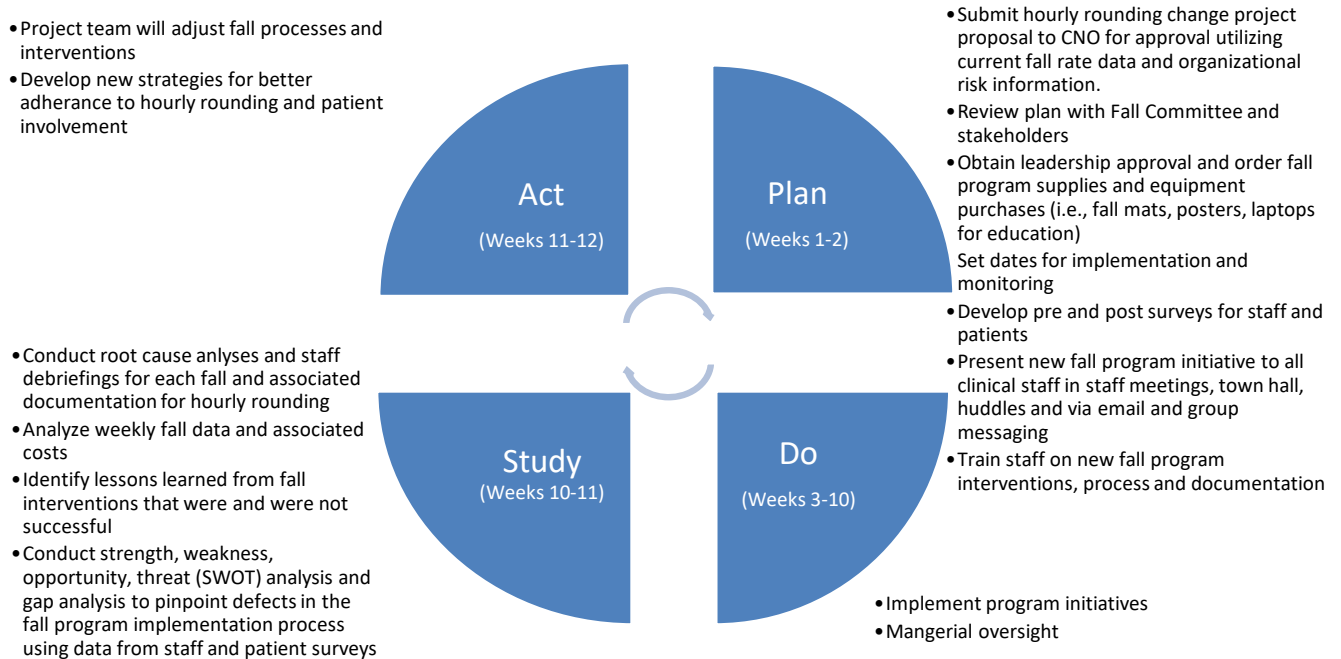 •Project team will adjust fall processes and
interventions
•Develop new strategies for better
adherance to hourly rounding and patient
involvement
Act
(Weeks 11-12)
•Submit hourly rounding change project
proposal to CNO for approval utilizing
current fall rate data and organizational
risk information.
•Review plan with Fall Committee and
stakeholders
•Obtain leadership approval and order fall
program supplies and equipment
purchases (i.e., fall mats, posters, laptops
for education)
Set dates for implementation and
monitoring
•Develop pre and post surveys for staff and
patients
•Present new fall program initiative to all
clinical staff in staff meetings, town hall,
huddles and via email and group
messaging
•Train staff on new fall program
interventions, process and documentation
Plan
(Weeks 1-2)
•Conduct root cause anlyses and staff
debriefings for each fall and associated
documentation for hourly rounding
•Analyze weekly fall data and associated
costs
•Identify lessons learned from fall
interventions that were and were not
successful
•Conduct strength, weakness,
opportunity, threat (SWOT) analysis and
gap analysis to pinpoint defects in the
fall program implementation process
using data from staff and patient surveys
Study
(Weeks 10-11)
Do
(Weeks 3-10)
•Implement program initiatives
•Mangerial oversight